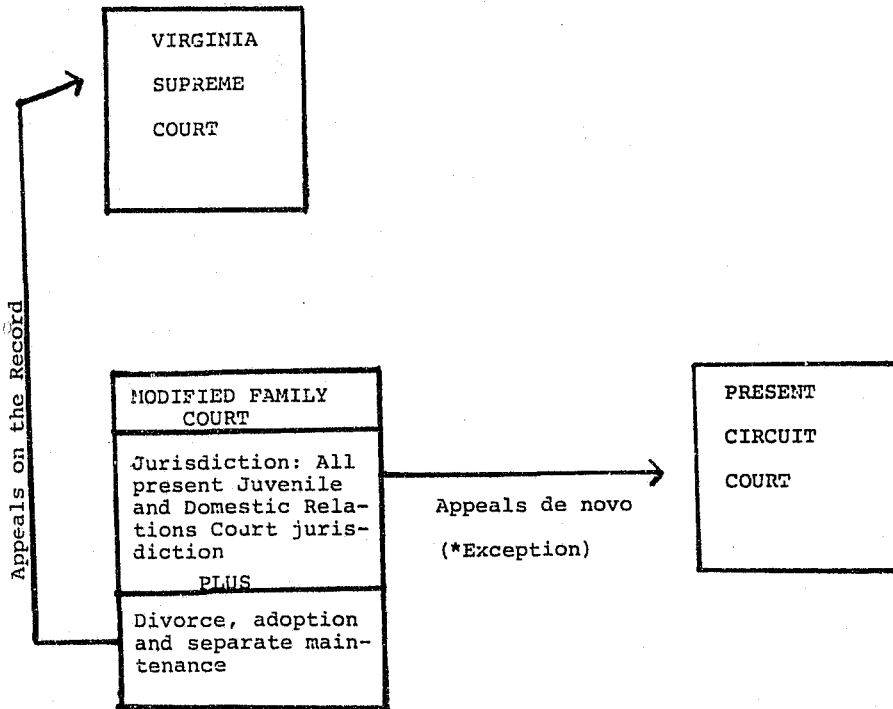 VIRGINIA
SUPREME
COURT
Appeals on the Record
MODIFIED FAMILY
COURT
Jurisdiction: All
present Juvenile
and Domestic Rela-
tions Court juris-
diction
PLUS
Divorce, adoption
and separate main-
tenance
Appeals de novo
(*Exception)
PRESENT
CIRCUIT
COURT